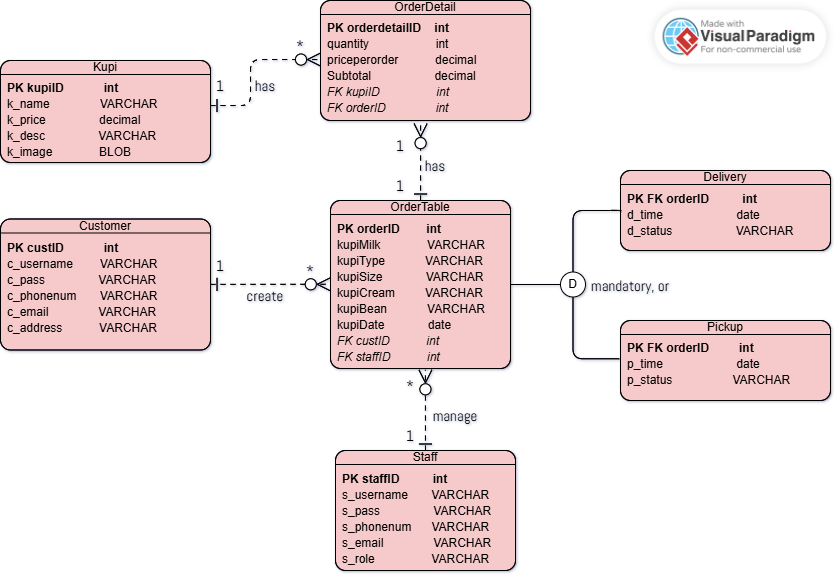 OrderDetail
PK orderdetailID int
quantity int
priceperorder decimal
Subtotal decimal
FK kupiID int
FK orderID int
Made with
Visual Paradigm
For non-commercial use
Kupi
PK kupiID int
k_name VARCHAR
k_price decimal
k_desc VARCHAR
k_image BLOB
1
has
*
1
has
1
Customer
PK custID int
c_username VARCHAR
c_pass VARCHAR
c_phonenum VARCHAR
c_email VARCHAR
c_address VARCHAR
1
create
*
OrderTable
PK orderID int
kupiMilk VARCHAR
kupiType VARCHAR
kupiSize VARCHAR
kupiCream VARCHAR
kupiBean VARCHAR
kupiDate date
FK custID int
FK staffID int
D
mandatory, or
Delivery
PK FK orderID int
d_time date
d_status VARCHAR
Pickup
PK FK orderID int
p_time date
p_status VARCHAR
*
manage
1
Staff
PK staffID int
s_username VARCHAR
s_pass VARCHAR
s_phonenum VARCHAR
s_email VARCHAR
s_role VARCHAR